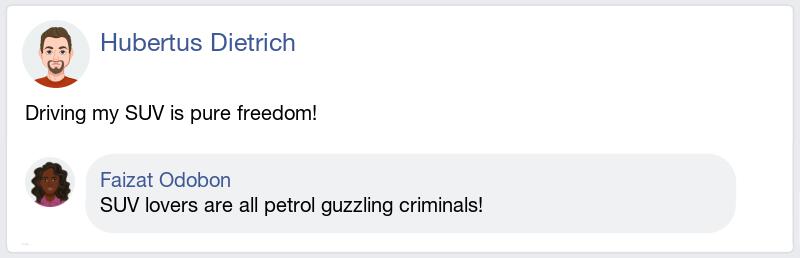 Hubertus Dietrich
Driving my SUV is pure freedom!
Faizat Odobon
SUV lovers are all petrol guzzling criminals!